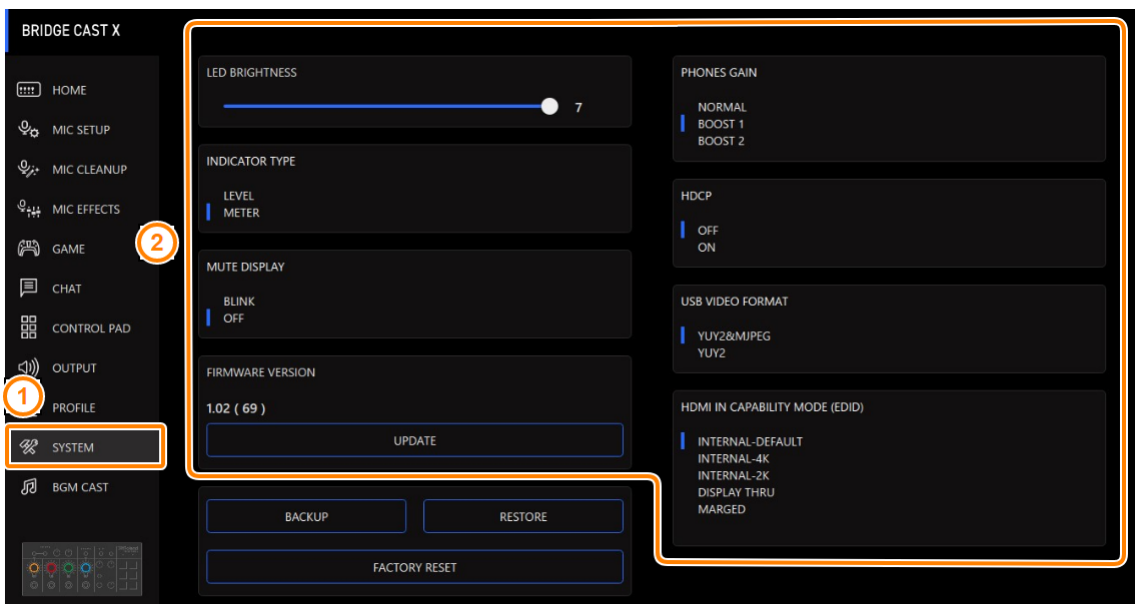 BRIDGE CAST X
HOME
MIC SETUP
MIC CLEANUP
MIC EFFECTS
2
GAME
CHAT
CONTROL PAD
OUTPUT
1
PROFILE
SYSTEM
BGM CAST
LED BRIGHTNESS
7
INDICATOR TYPE
LEVEL
METER
MUTE DISPLAY
BLINK
OFF
FIRMWARE VERSION
1.02 ( 69 )
UPDATE
BACKUP
RESTORE
FACTORY RESET
PHONES GAIN
NORMAL
BOOST 1
BOOST 2
HDCP
OFF
ON
USB VIDEO FORMAT
YUY2&MJPEG
YUY2
HDMI IN CAPABILITY MODE (EDID)
INTERNAL-DEFAULT
INTERNAL-4K
INTERNAL-2K
DISPLAY THRU
MARGED